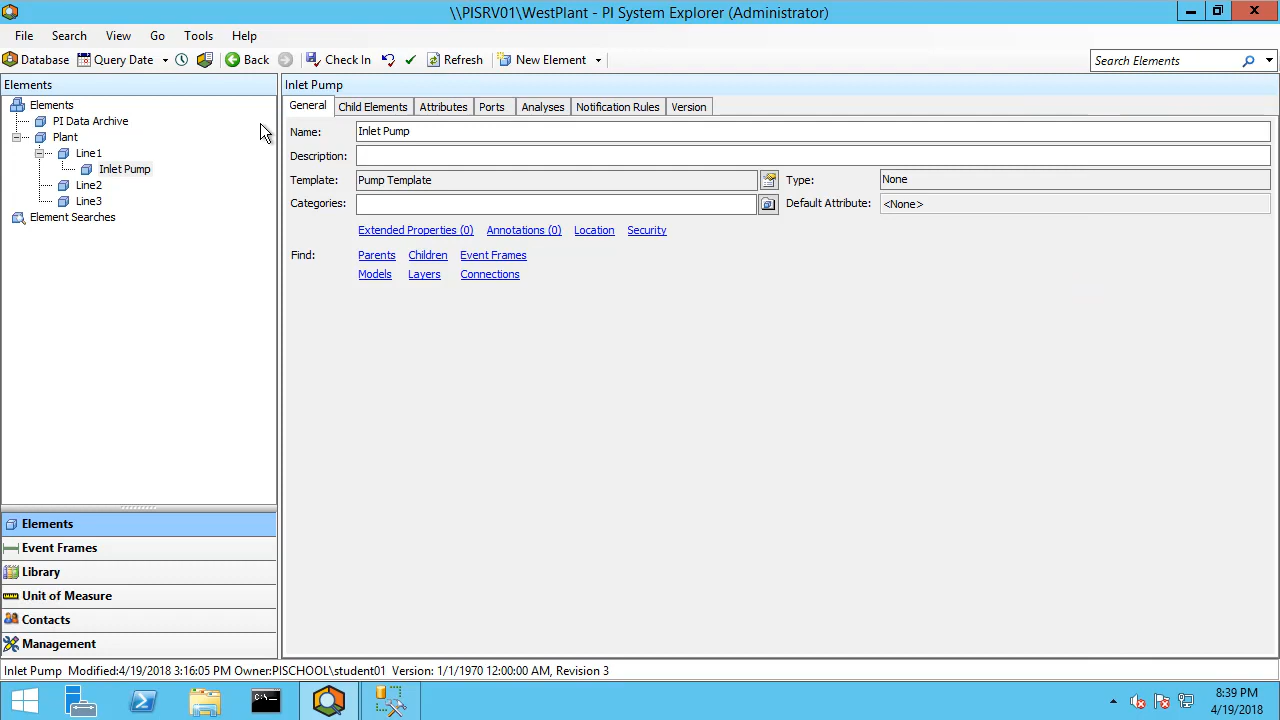 \\PISRV01\WestPlant - PI System Explorer (Administrator)
File Search View Go Tools Help
Database Query Date Back Check In Refresh New Element Search Elements
Elements
Elements
PI Data Archive
Plant
Line1
Inlet Pump
Line2
Line3
Element Searches
Elements
Event Frames
Library
Unit of Measure
Contacts
Management
Inlet Pump
General Child Elements Attributes Ports Analyses Notification Rules Version
Name: Inlet Pump
Description:
Template: Pump Template Type: None
Categories: Default Attribute: <None>
Extended Properties (0) Annotations (0) Location Security
Find: Parents Children Event Frames
Models Layers Connections
Inlet Pump Modified:4/19/2018 3:16:05 PM Owner:PISCHOOL\student01 Version: 1/1/1970 12:00:00 AM, Revision 3
8:39 PM
4/19/2018